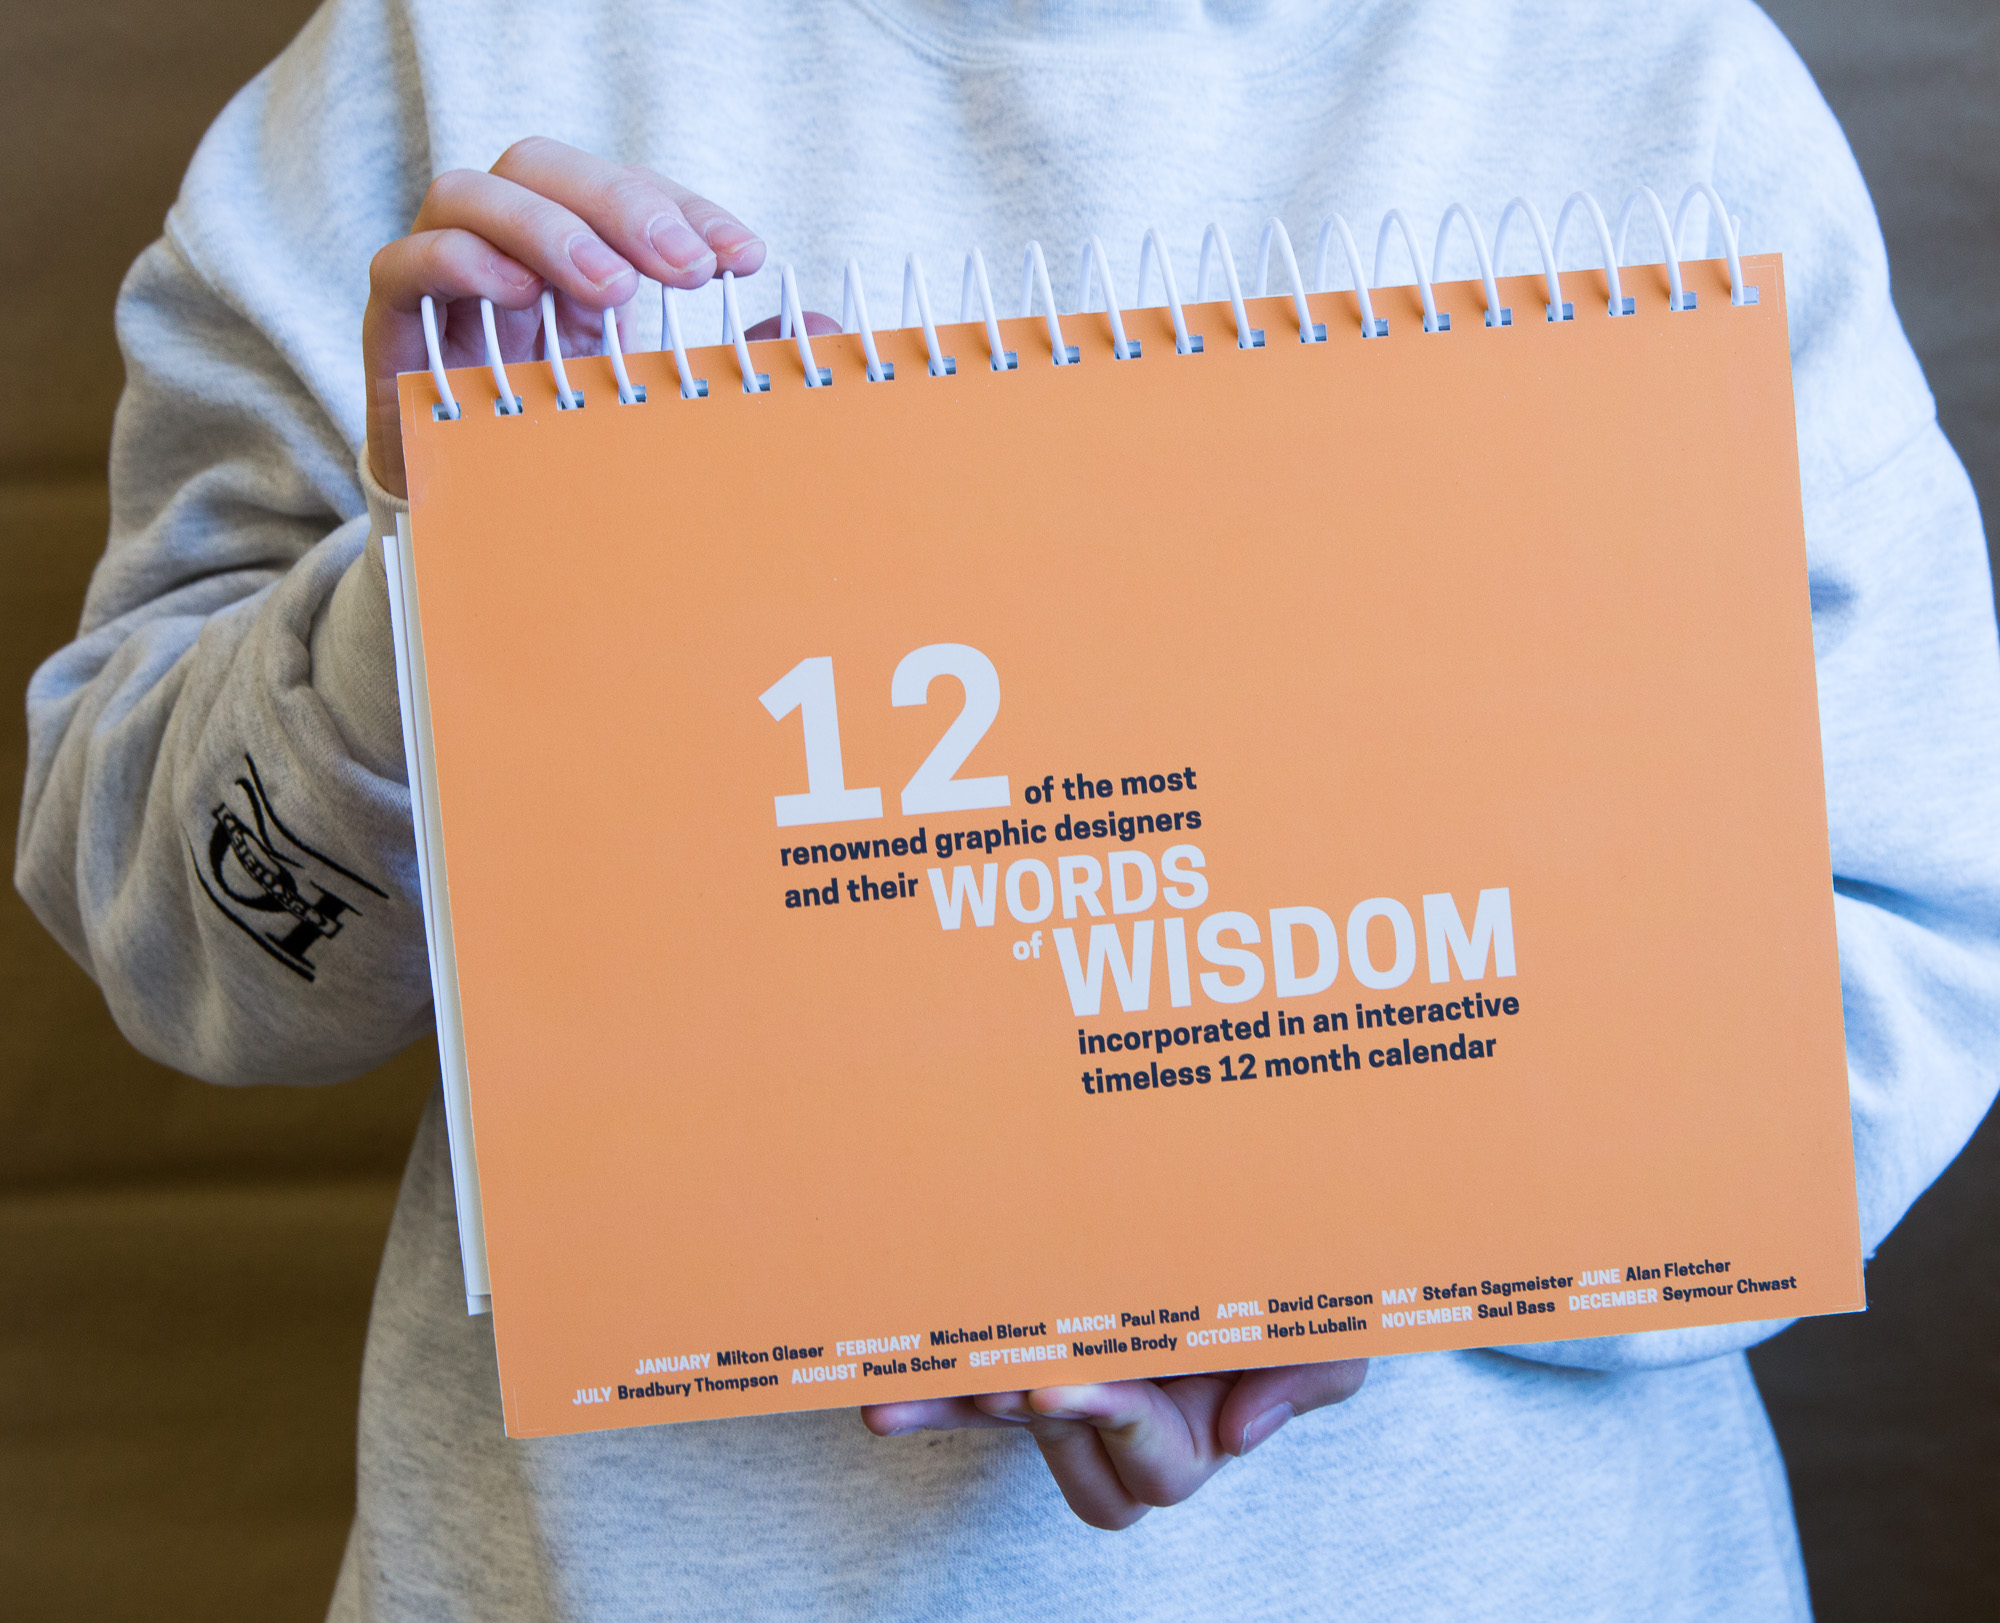 12 of the most
renowned graphic designers
and their WORDS
of WISDOM
incorporated in an interactive
timeless 12 month calendar
JANUARY Milton Glaser FEBRUARY Michael Bierut MARCH Paul Rand APRIL David Carson MAY Stefan Sagmeister JUNE Alan Fletcher
JULY Bradbury Thompson AUGUST Paula Scher SEPTEMBER Neville Brody OCTOBER Herb Lubalin NOVEMBER Saul Bass DECEMBER Seymour Chwast